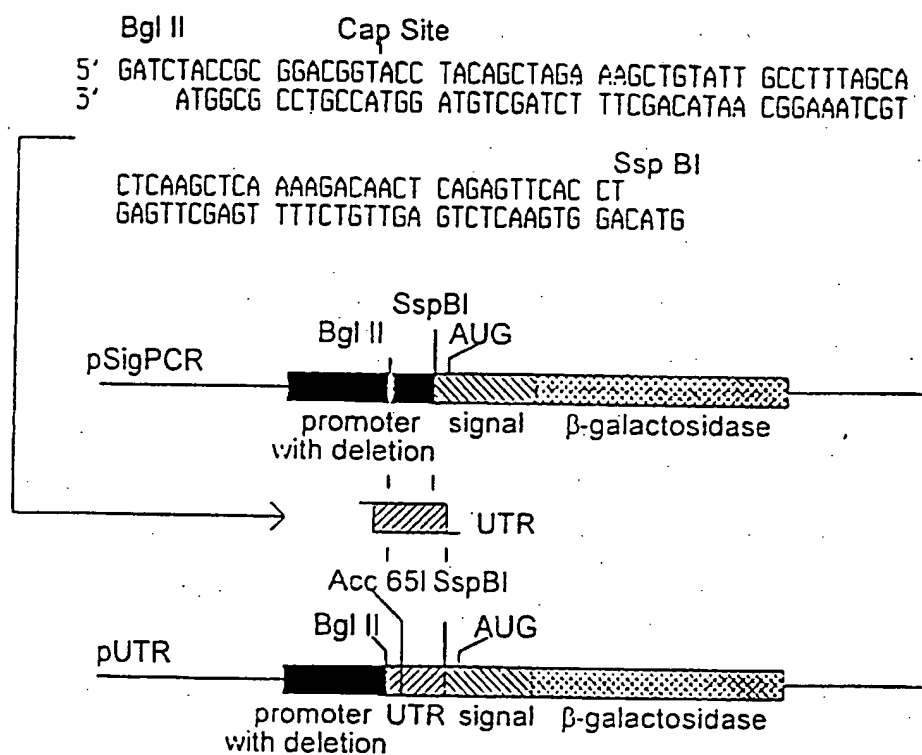 Bgl II Cap Site
5' GATCTACCGC GGACGGTACC TACAGCTAGA AAGCTGTATT GCCTTTAGCA
3' ATGGCG CCTGCCATGG ATGTCGATCT TTCGACATAA CGGAAATCGT
Ssp BI
CTCAAGCTCA AAAGACAACT CAGAGTTCAC CT
GAGTTCGAGT TTTCTGTTGA GTCTCAAGTG GACATG
SspBI
Bgl II AUG
pSigPCR
promoter signal β-galactosidase
with deletion
UTR
Acc 65I SspBI
Bgl II AUG
pUTR
promoter UTR signal β-galactosidase
with deletion